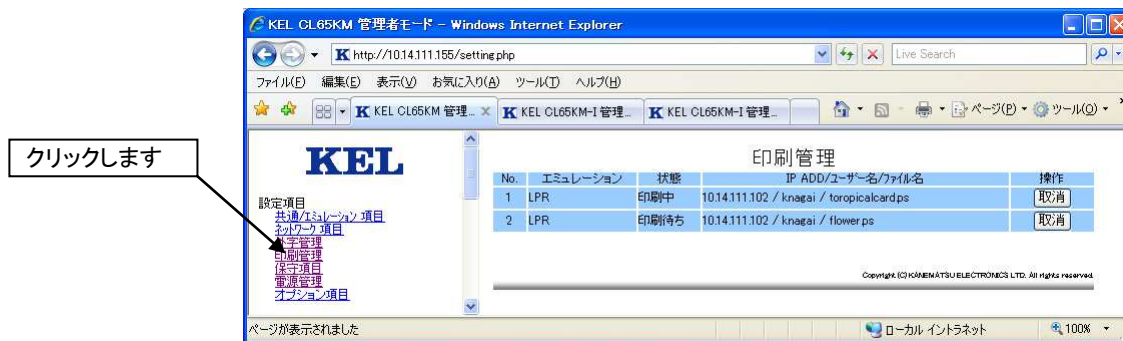 KEL CL65KM 管理者モード - Windows Internet Explorer
http://10.14.111.155/setting.php
Live Search
ファイル(F) 編集(E) 表示(V) お気に入り(A) ツール(T) ヘルプ(H)
KEL CL65KM 管理... KEL CL65KM-I 管理... KEL CL65KM-I 管理... ページ(P) ツール(O)
クリックします
KEL
設定項目
共通/エミュレーション 項目
ネットワーク 項目
外字管理
印刷管理
保守項目
電源管理
オプション項目
印刷管理
No. エミュレーション 状態 IP ADD/ユーザー名/ファイル名 操作
1 LPR 印刷中 10.14.111.102 / knagai / toropicalcard.ps 取消
2 LPR 印刷待ち 10.14.111.102 / knagai / flower.ps 取消
Copyright (C) KANEMATSU ELECTRONICS LTD. All rights reserved.
ページが表示されました ローカル イントラネット 100%